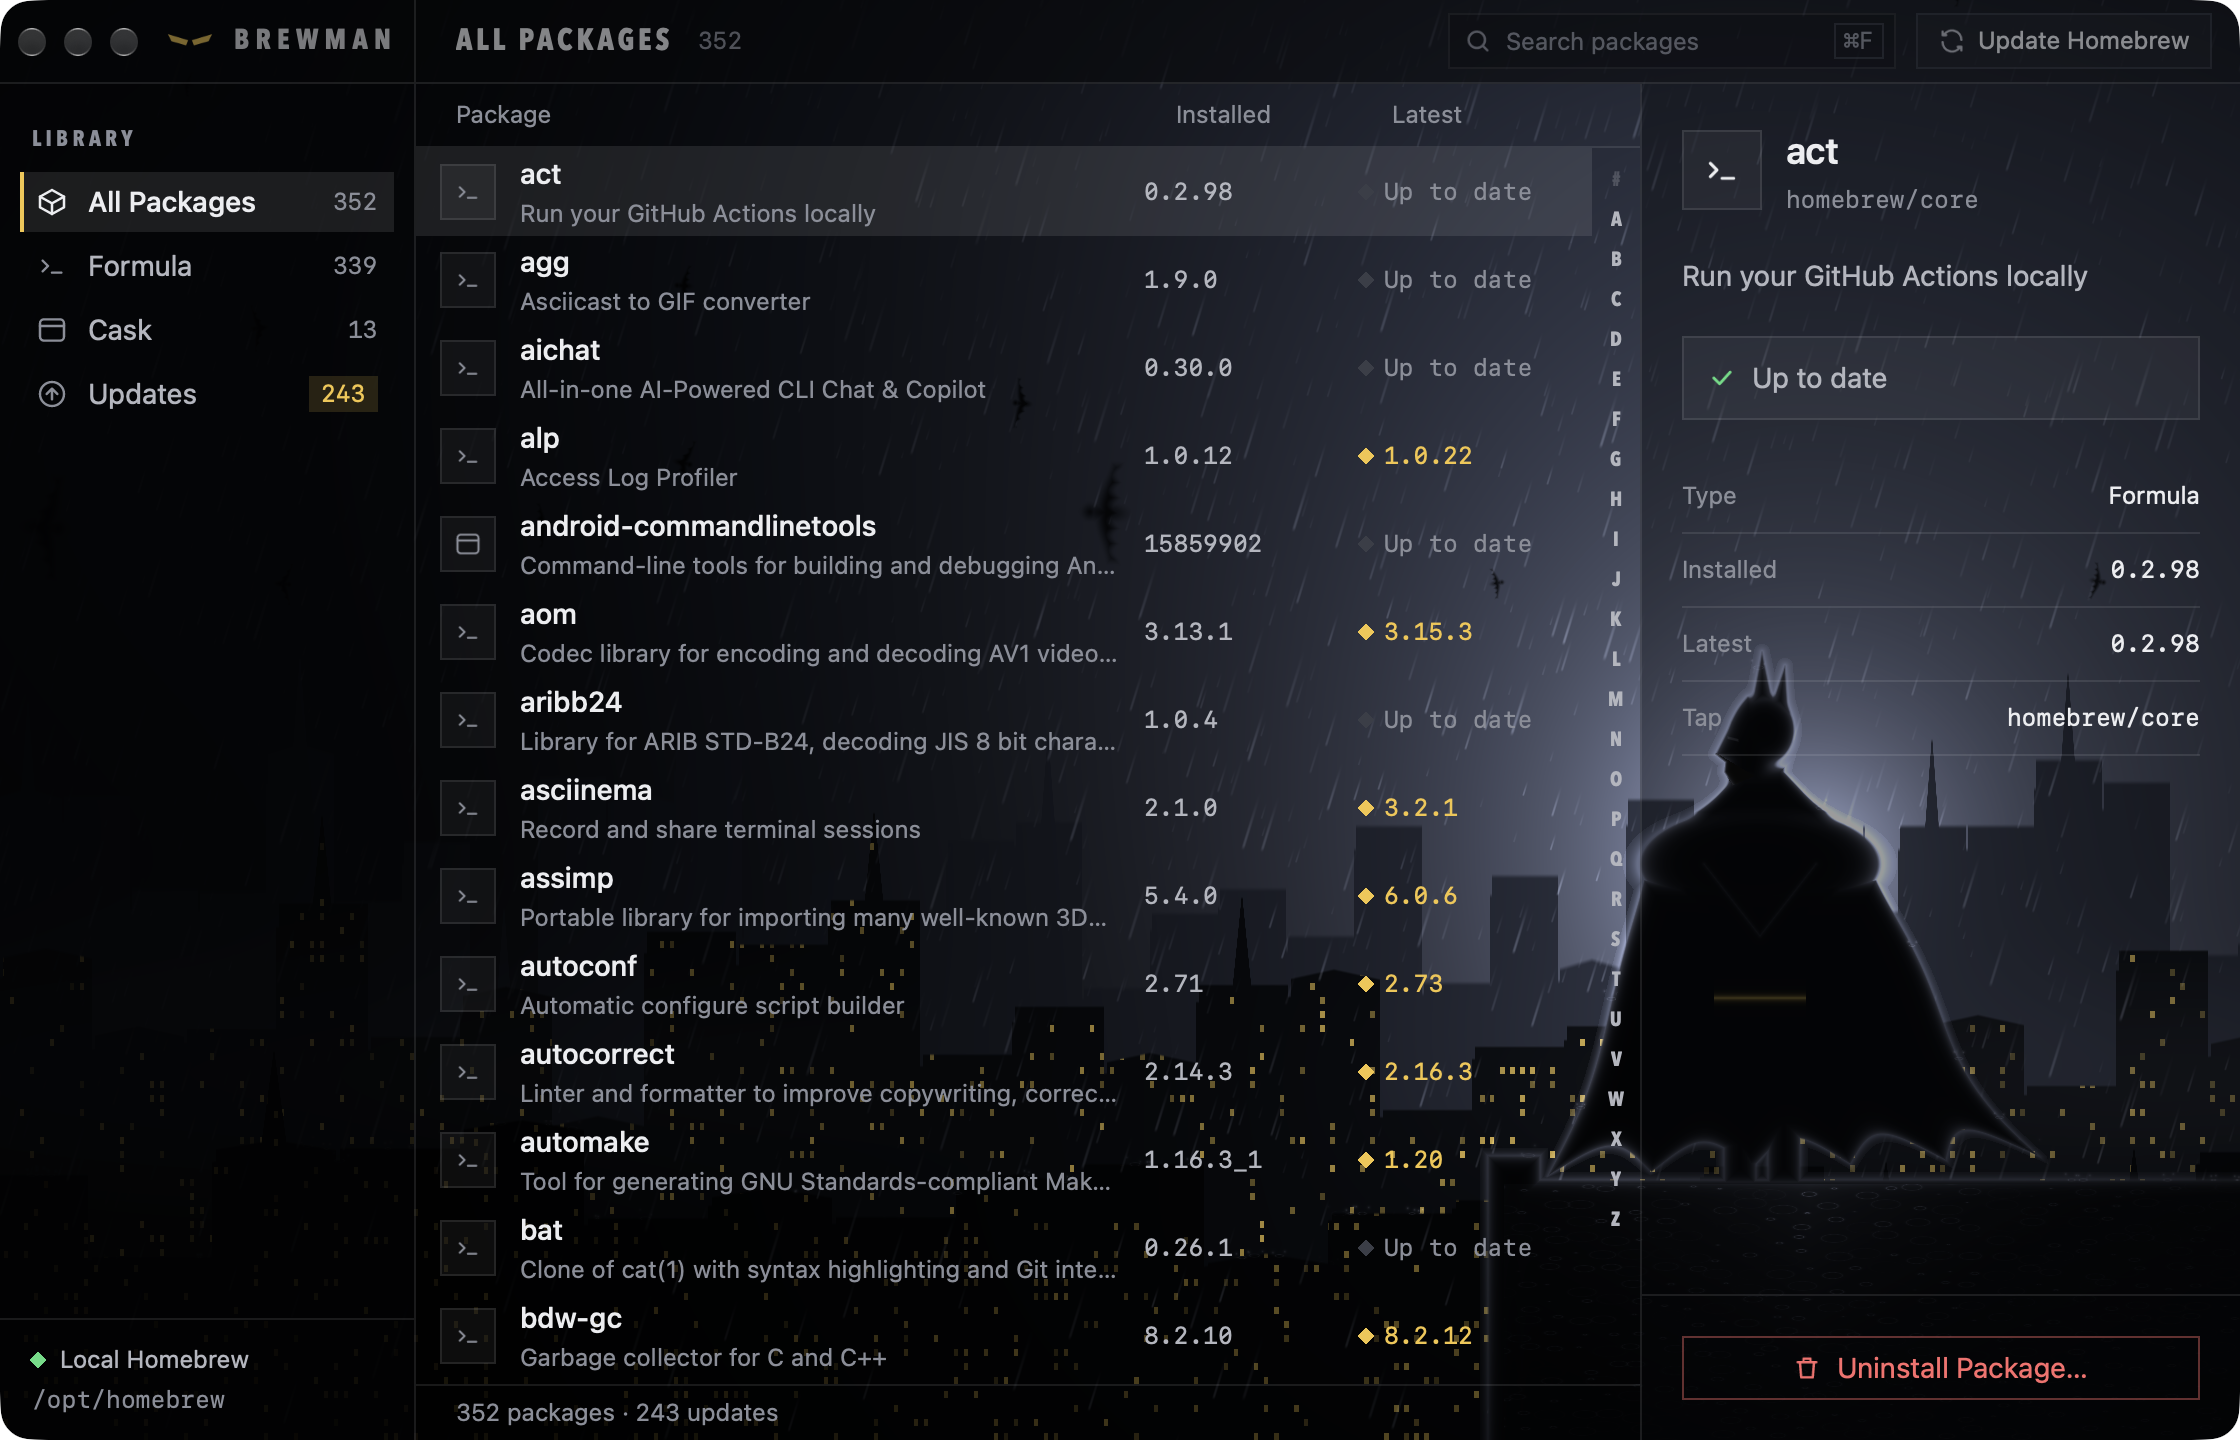 BREWMAN
ALL PACKAGES 352
Search packages ⌘F
Update Homebrew
LIBRARY
All Packages 352
Formula 339
Cask 13
Updates 243
Local Homebrew
/opt/homebrew
Package Installed Latest
act 0.2.98 Up to date
Run your GitHub Actions locally
agg 1.9.0 Up to date
Asciicast to GIF converter
aichat 0.30.0 Up to date
All-in-one AI-Powered CLI Chat & Copilot
alp 1.0.12 1.0.22
Access Log Profiler
android-commandlinetools 15859902 Up to date
Command-line tools for building and debugging An...
aom 3.13.1 3.15.3
Codec library for encoding and decoding AV1 video...
aribb24 1.0.4 Up to date
Library for ARIB STD-B24, decoding JIS 8 bit chara...
asciinema 2.1.0 3.2.1
Record and share terminal sessions
assimp 5.4.0 6.0.6
Portable library for importing many well-known 3D...
autoconf 2.71 2.73
Automatic configure script builder
autocorrect 2.14.3 2.16.3
Linter and formatter to improve copywriting, correc...
automake 1.16.3_1 1.20
Tool for generating GNU Standards-compliant Mak...
bat 0.26.1 Up to date
Clone of cat(1) with syntax highlighting and Git inte...
bdw-gc 8.2.10 8.2.12
Garbage collector for C and C++
352 packages · 243 updates
#
A
B
C
D
E
F
G
H
I
J
K
L
M
N
O
P
Q
R
S
T
U
V
W
X
Y
Z
act
homebrew/core
Run your GitHub Actions locally
Up to date
Type Formula
Installed 0.2.98
Latest 0.2.98
Tap homebrew/core
Uninstall Package...